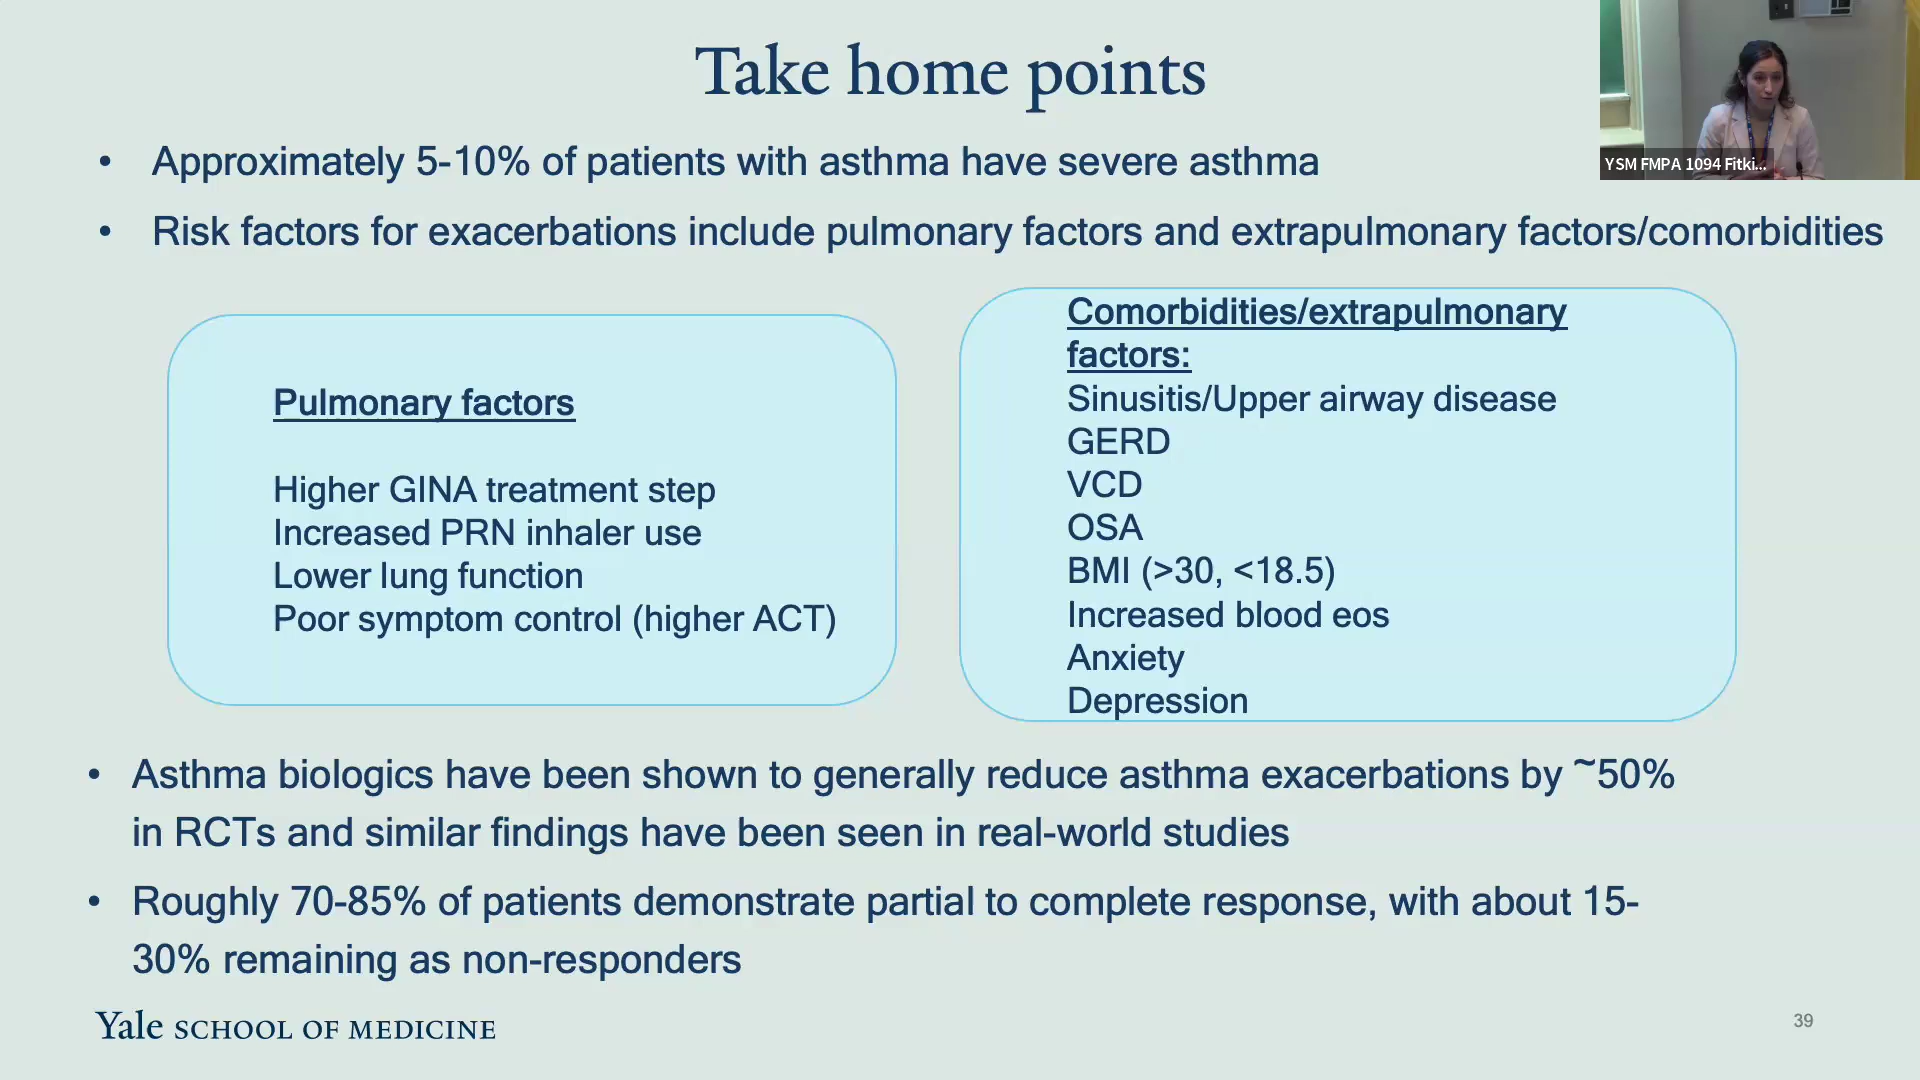 Take home points
• Approximately 5-10% of patients with asthma have severe asthma
YSM FMPA 1094 Fitki...
• Risk factors for exacerbations include pulmonary factors and extrapulmonary factors/comorbidities
Pulmonary factors
Higher GINA treatment step
Increased PRN inhaler use
Lower lung function
Poor symptom control (higher ACT)
Comorbidities/extrapulmonary
factors:
Sinusitis/Upper airway disease
GERD
VCD
OSA
BMI (>30, <18.5)
Increased blood eos
Anxiety
Depression
• Asthma biologics have been shown to generally reduce asthma exacerbations by ~50%
in RCTs and similar findings have been seen in real-world studies
• Roughly 70-85% of patients demonstrate partial to complete response, with about 15-
30% remaining as non-responders
Yale SCHOOL OF MEDICINE
39